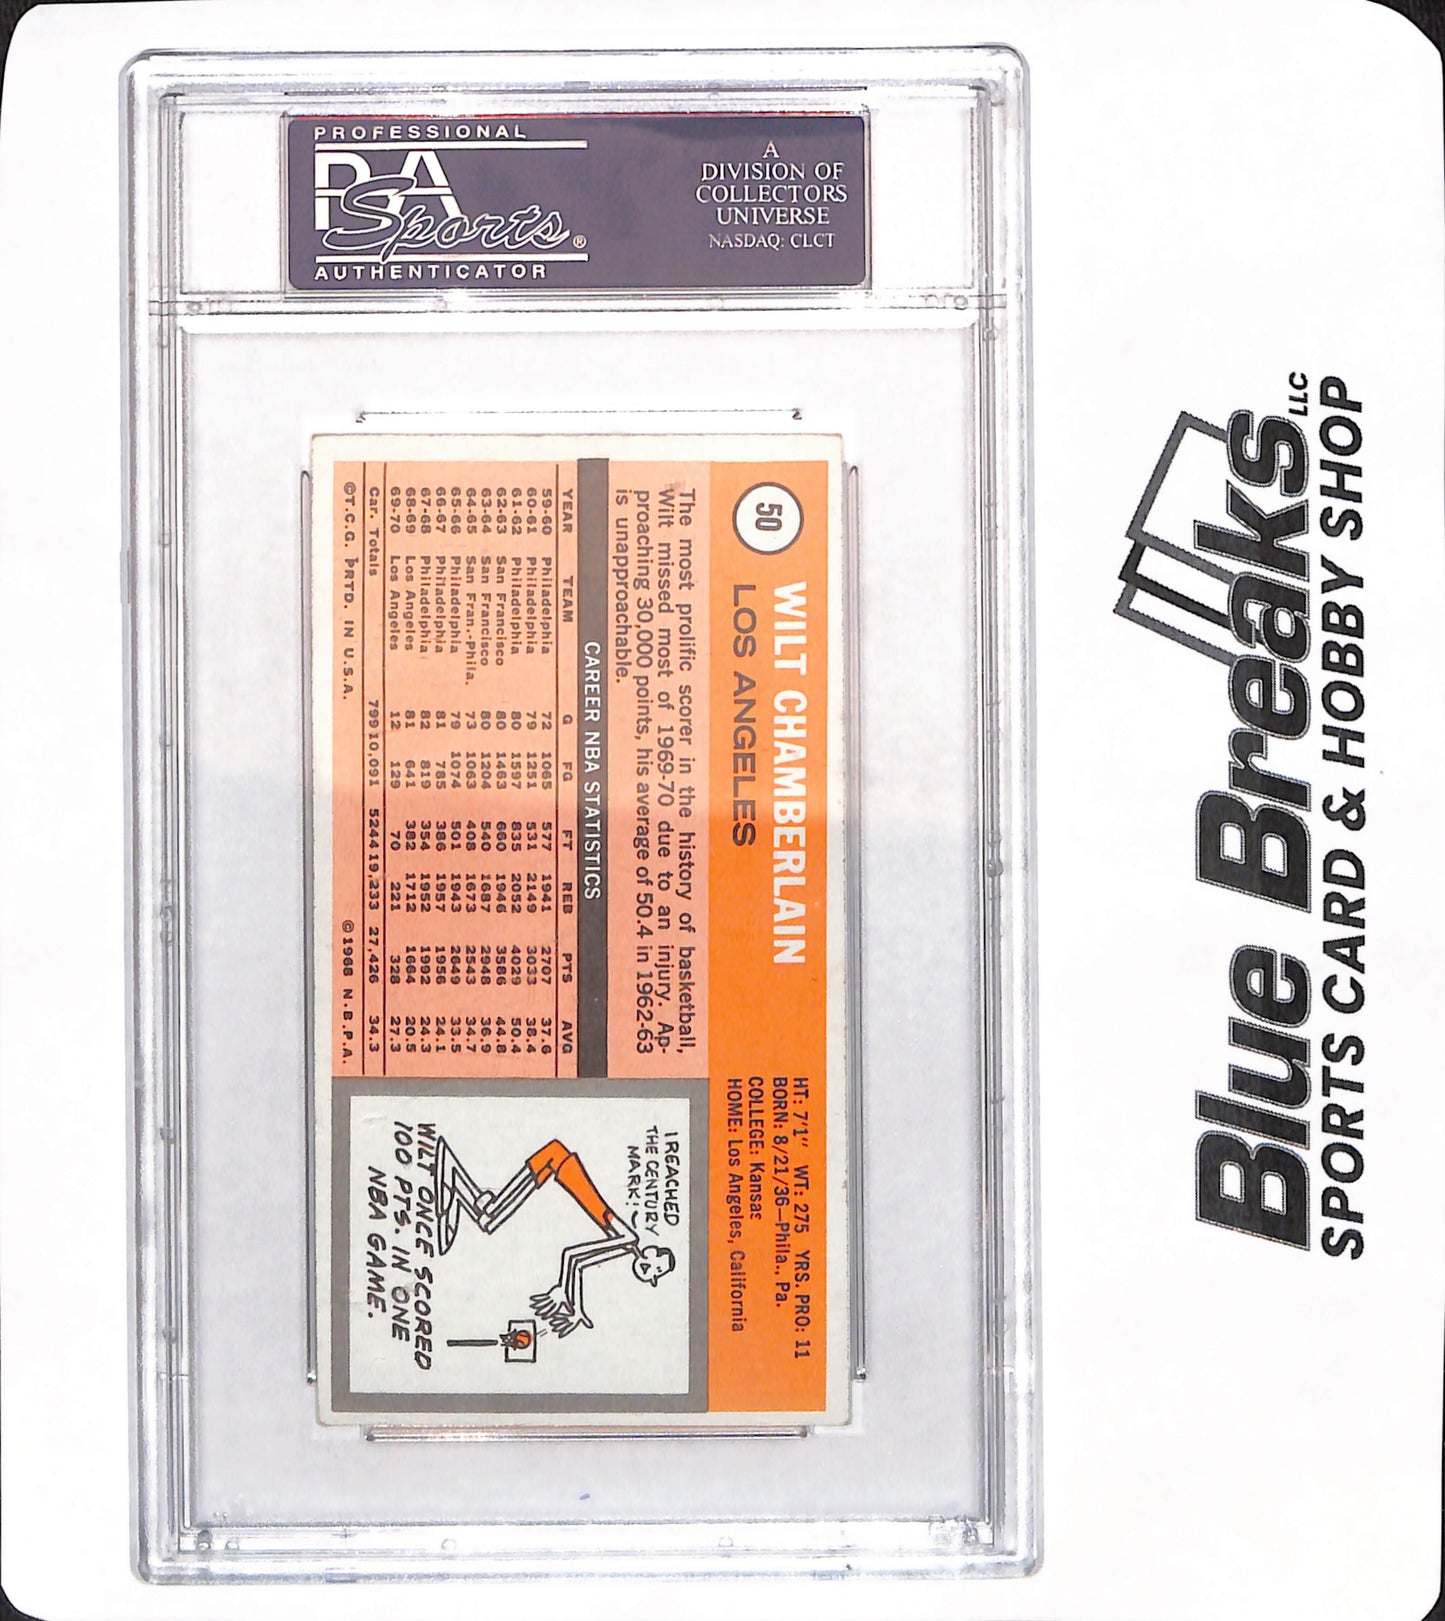 PROFESSIONAL
PSA
Sports®
AUTHENTICATOR
A
DIVISION OF
COLLECTORS
UNIVERSE
NASDAQ: CLCT
50
WILT CHAMBERLAIN
LOS ANGELES
HT: 7'1" WT: 275 YRS. PRO: 11
BORN: 8/21/36—Phila., Pa.
COLLEGE: Kansas
HOME: Los Angeles, California
The most prolific scorer in the history of basketball,
Wilt missed most of 1969-70 due to an injury. Ap-
proaching 30,000 points, his average of 50.4 in 1962-63
is unapproachable.
CAREER NBA STATISTICS
YEAR TEAM G FG FT REB PTS AVG
59-60 Philadelphia 72 1065 577 1941 2707 37.6
60-61 Philadelphia 79 1251 531 2149 3033 38.4
61-62 Philadelphia 80 1597 835 2052 4029 50.4
62-63 San Francisco 80 1463 660 1946 3586 44.8
63-64 San Francisco 80 1204 540 1687 2948 36.9
64-65 San Fran.-Phila. 73 1063 408 1673 2543 34.7
65-66 Philadelphia 79 1074 501 1943 2649 33.5
66-67 Philadelphia 81 785 386 1957 1956 24.1
67-68 Philadelphia 82 819 354 1952 1992 24.3
68-69 Los Angeles 81 641 382 1712 1664 20.5
69-70 Los Angeles 12 129 70 221 328 27.3
Car. Totals 799 10,091 5244 19,233 27,426 34.3
©T.C.G. PRTD. IN U.S.A.
©1968 N.B.P.A.
I REACHED
THE CENTURY
MARK!
WILT ONCE SCORED
100 PTS. IN ONE
NBA GAME.
Blue Breaks LLC
SPORTS CARD & HOBBY SHOP